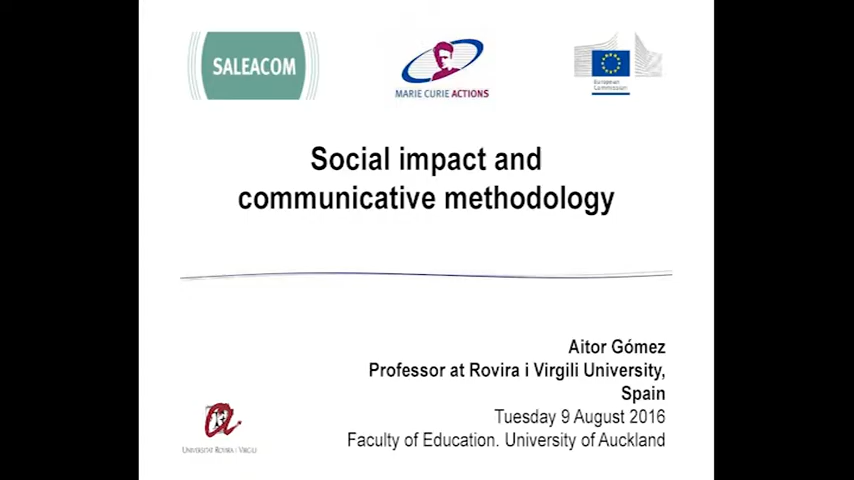 SALEACOM
MARIE CURIE ACTIONS
European
Commission
Social impact and
communicative methodology
Aitor Gómez
Professor at Rovira i Virgili University,
Spain
Tuesday 9 August 2016
Faculty of Education. University of Auckland
UNIVERSITAT ROVIRA I VIRGILI